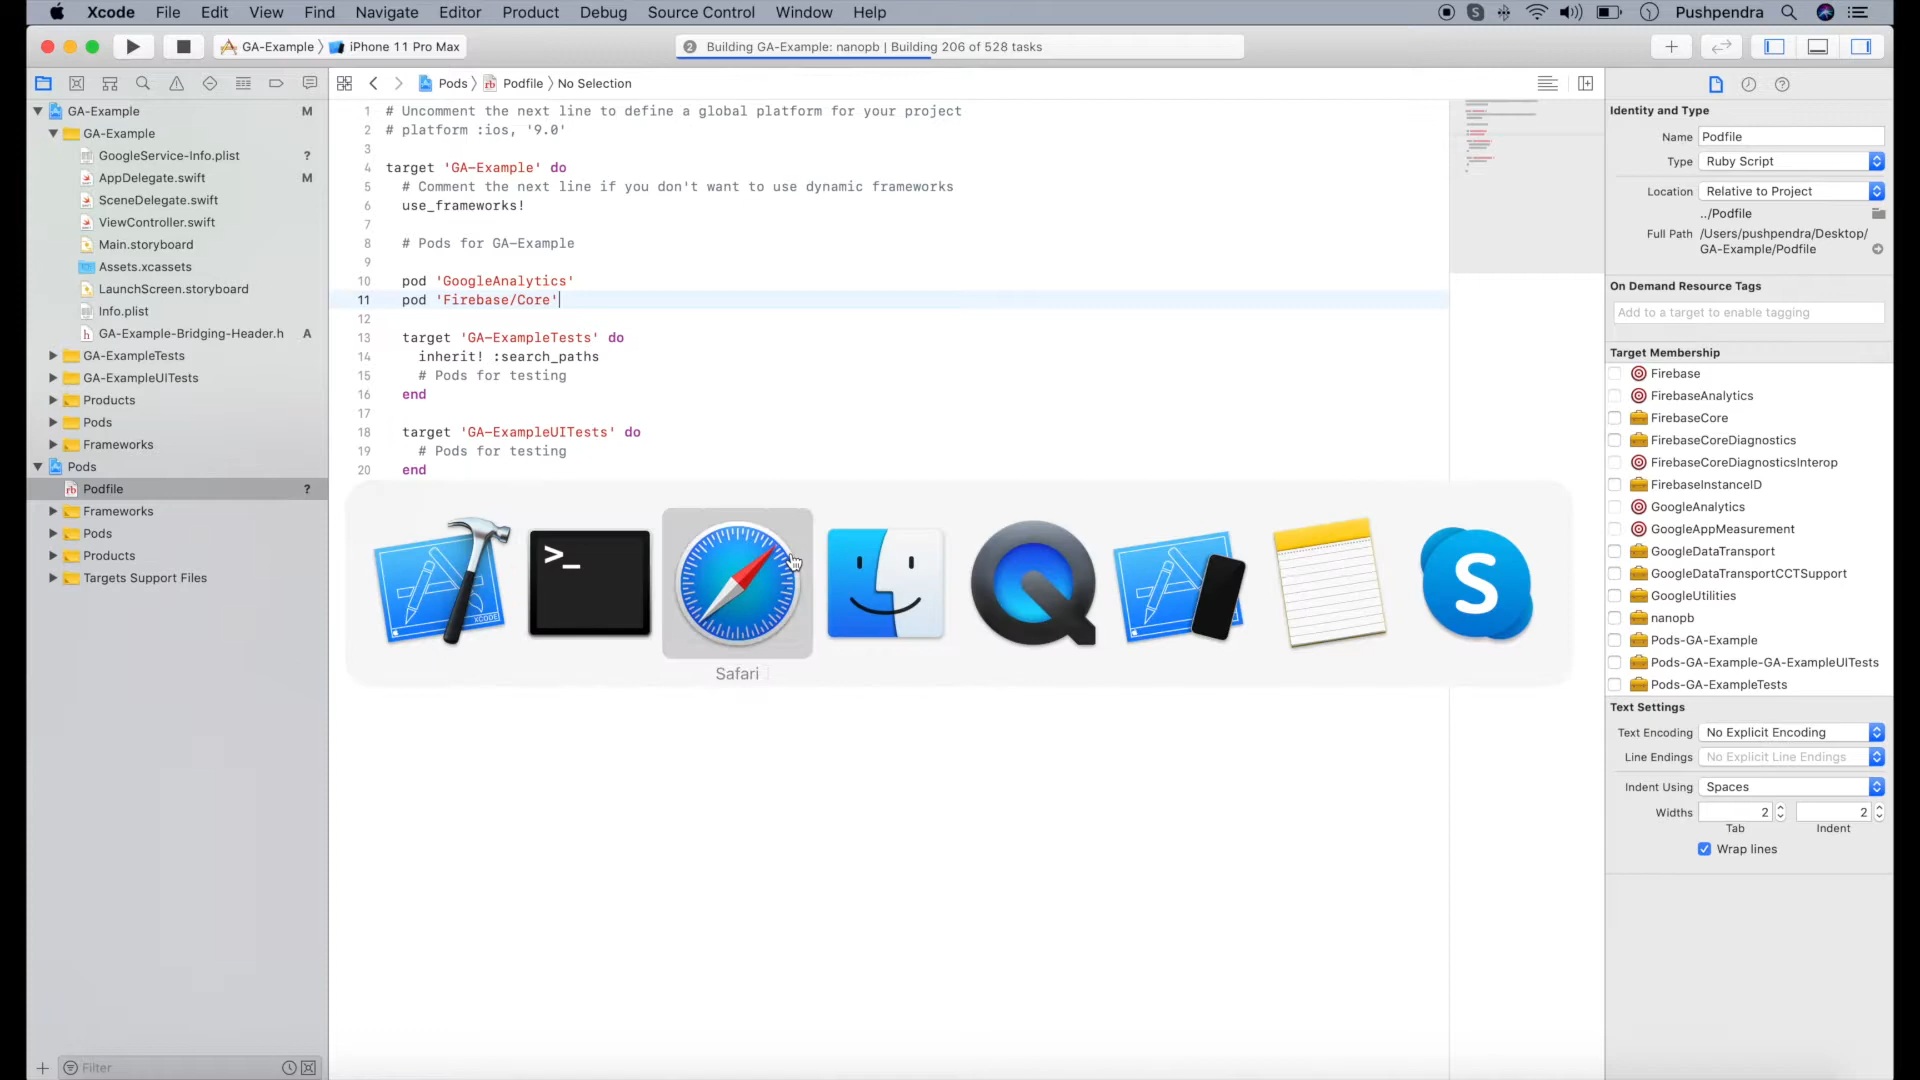 Xcode File Edit View Find Navigate Editor Product Debug Source Control Window Help Pushpendra
GA-Example iPhone 11 Pro Max
2 Building GA-Example: nanopb | Building 206 of 528 tasks
Pods Podfile No Selection
GA-Example M
GA-Example
GoogleService-Info.plist ?
AppDelegate.swift M
SceneDelegate.swift
ViewController.swift
Main.storyboard
Assets.xcassets
LaunchScreen.storyboard
Info.plist
GA-Example-Bridging-Header.h A
GA-ExampleTests
GA-ExampleUITests
Products
Pods
Frameworks
Pods
Podfile ?
Frameworks
Pods
Products
Targets Support Files
Filter
1 # Uncomment the next line to define a global platform for your project
2 # platform :ios, '9.0'
3
4 target 'GA-Example' do
5 # Comment the next line if you don't want to use dynamic frameworks
6 use_frameworks!
7
8 # Pods for GA-Example
9
10 pod 'GoogleAnalytics'
11 pod 'Firebase/Core'
12
13 target 'GA-ExampleTests' do
14 inherit! :search_paths
15 # Pods for testing
16 end
17
18 target 'GA-ExampleUITests' do
19 # Pods for testing
20 end
XCODE
>_
S
Safari
Identity and Type
Name Podfile
Type Ruby Script
Location Relative to Project
../Podfile
Full Path /Users/pushpendra/Desktop/
GA-Example/Podfile
On Demand Resource Tags
Add to a target to enable tagging
Target Membership
Firebase
FirebaseAnalytics
FirebaseCore
FirebaseCoreDiagnostics
FirebaseCoreDiagnosticsInterop
FirebaseInstanceID
GoogleAnalytics
GoogleAppMeasurement
GoogleDataTransport
GoogleDataTransportCCTSupport
GoogleUtilities
nanopb
Pods-GA-Example
Pods-GA-Example-GA-ExampleUITests
Pods-GA-ExampleTests
Text Settings
Text Encoding No Explicit Encoding
Line Endings No Explicit Line Endings
Indent Using Spaces
Widths 2 2
Tab Indent
Wrap lines